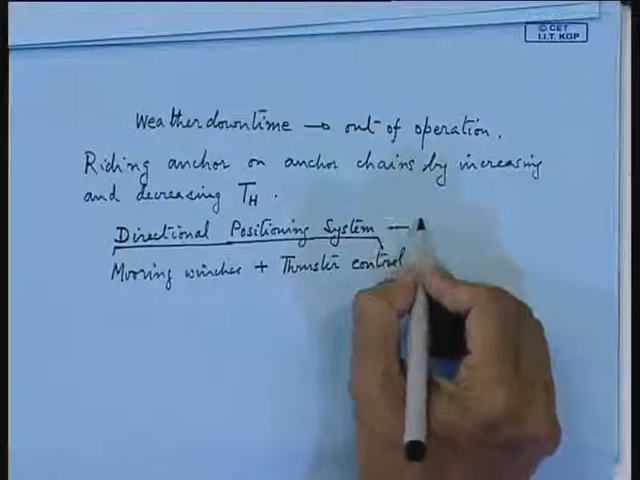 © CET
I.I.T. KGP
Weather downtime → out of operation.
Riding anchor on anchor chains by increasing
and decreasing TH.
Directional Positioning System —
Mooring winches + Thruster control